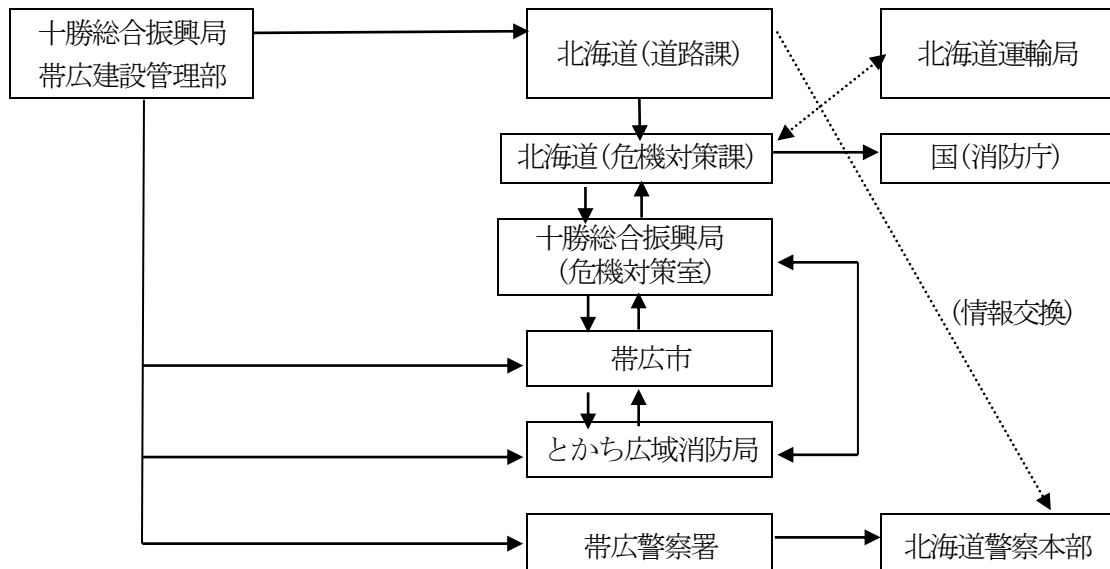 十勝総合振興局
帯広建設管理部
北海道(道路課)
北海道運輸局
北海道(危機対策課)
国(消防庁)
十勝総合振興局
(危機対策室)
(情報交換)
帯広市
とかち広域消防局
帯広警察署
北海道警察本部